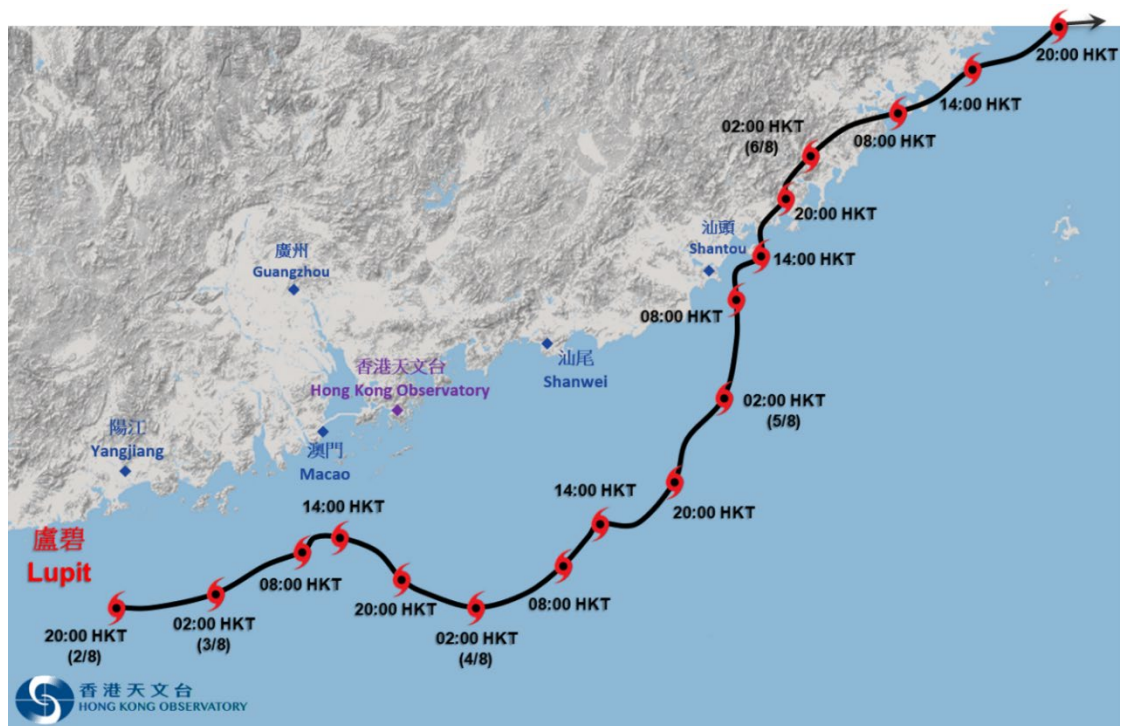 20:00 HKT
14:00 HKT
08:00 HKT
02:00 HKT
(6/8)
20:00 HKT
汕頭
Shantou
14:00 HKT
廣州
Guangzhou
08:00 HKT
香港天文台
Hong Kong Observatory
汕尾
Shanwei
02:00 HKT
(5/8)
陽江
Yangjiang
澳門
Macao
14:00 HKT
20:00 HKT
14:00 HKT
盧碧
Lupit
08:00 HKT
20:00 HKT
08:00 HKT
02:00 HKT
(3/8)
20:00 HKT
(2/8)
02:00 HKT
(4/8)
香港天文台
HONG KONG OBSERVATORY